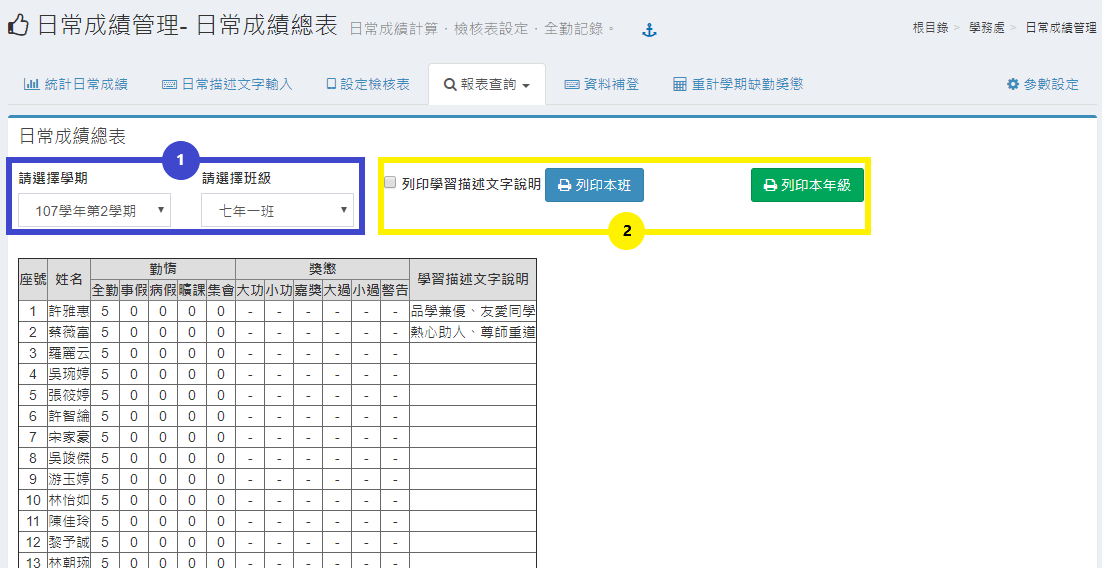 日常成績管理- 日常成績總表 日常成績計算．檢核表設定．全勤記錄。 根目錄 > 學務處 > 日常成績管理
統計日常成績 日常描述文字輸入 設定檢核表 報表查詢 資料補登 重計學期缺勤獎懲 參數設定
日常成績總表
1
請選擇學期 請選擇班級
107學年第2學期 七年一班
列印學習描述文字說明 列印本班 列印本年級
2
座號 姓名 勤惰 獎懲 學習描述文字說明
全勤 事假 病假 曠課 集會 大功 小功 嘉獎 大過 小過 警告
1 許雅惠 5 0 0 0 0 - - - - - - 品學兼優、友愛同學
2 蔡薇富 5 0 0 0 0 - - - - - - 熱心助人、尊師重道
3 羅麗云 5 0 0 0 0 - - - - - -
4 吳琬婷 5 0 0 0 0 - - - - - -
5 張筱婷 5 0 0 0 0 - - - - - -
6 許智綸 5 0 0 0 0 - - - - - -
7 宋家豪 5 0 0 0 0 - - - - - -
8 吳竣傑 5 0 0 0 0 - - - - - -
9 游玉婷 5 0 0 0 0 - - - - - -
10 林怡如 5 0 0 0 0 - - - - - -
11 陳佳玲 5 0 0 0 0 - - - - - -
12 黎予誠 5 0 0 0 0 - - - - - -
13 林朝琬 5 0 0 0 0 - - - - - -